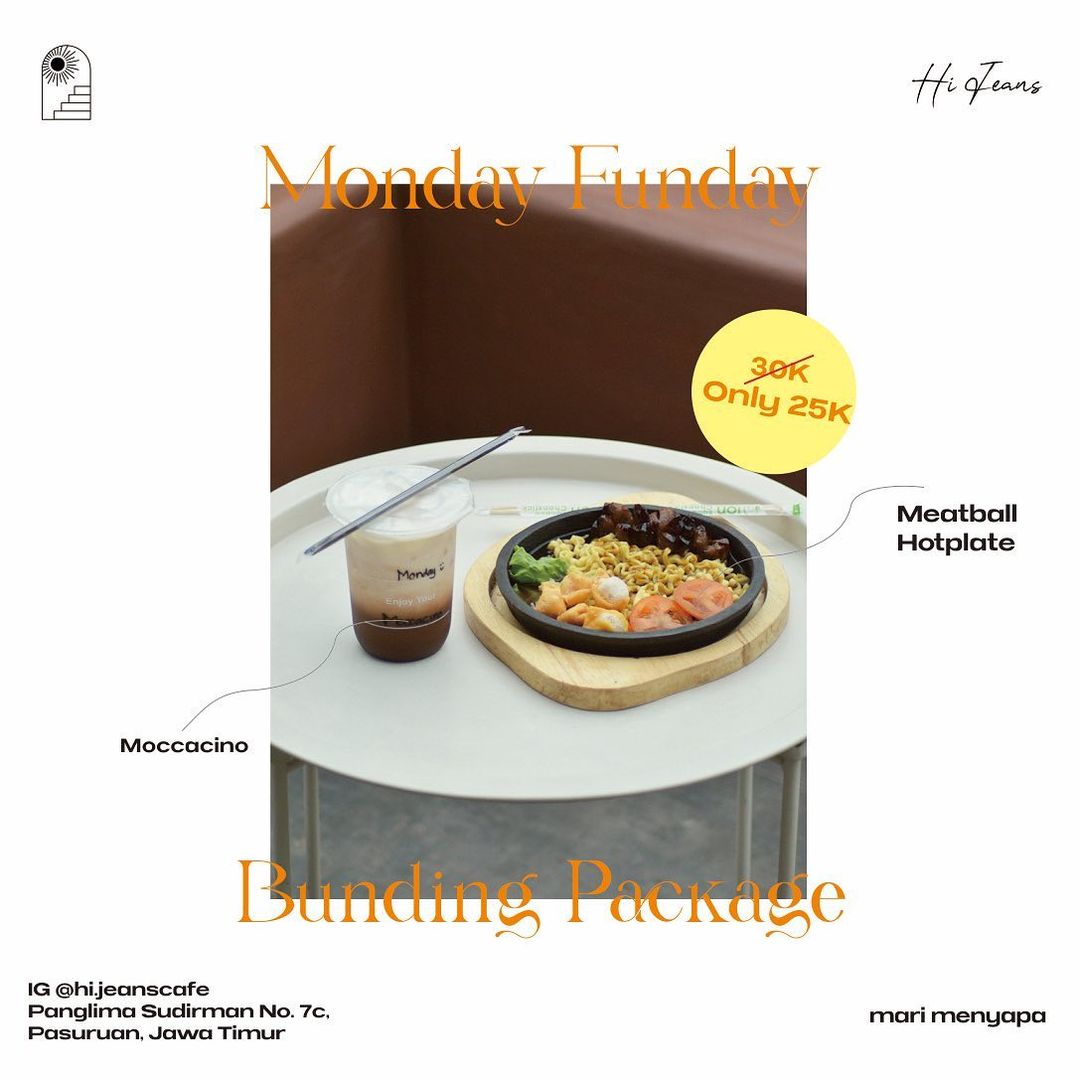 Hi Jeans
Monday Funday
30K
Only 25K
Meatball
Hotplate
Monday
Enjoy Your
Moccacino
Moccacino
Bunding Package
IG @hi.jeanscafe
Panglima Sudirman No. 7c,
Pasuruan, Jawa Timur
mari menyapa